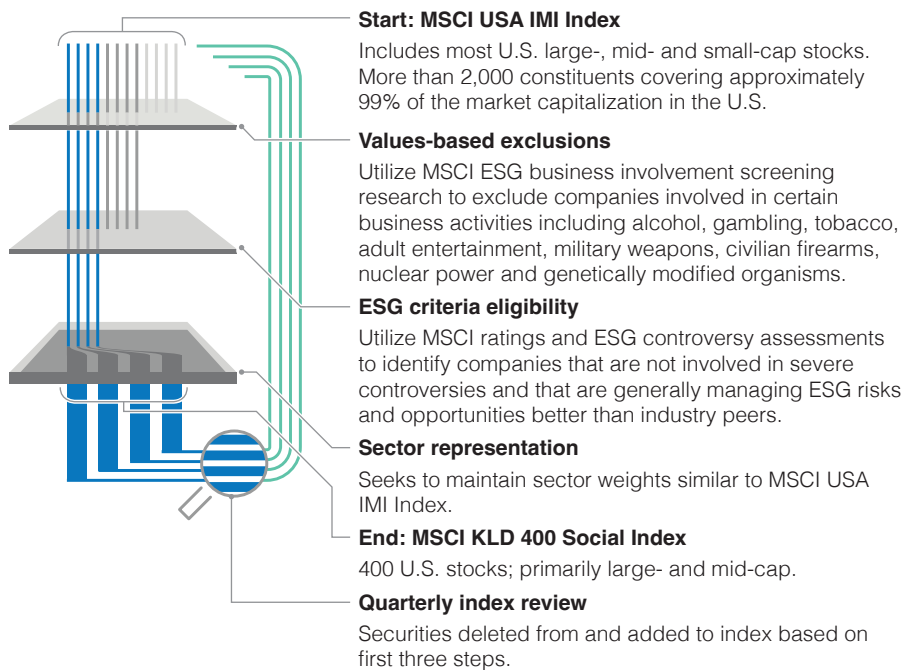 Start: MSCI USA IMI Index
Includes most U.S. large-, mid- and small-cap stocks.
More than 2,000 constituents covering approximately
99% of the market capitalization in the U.S.
Values-based exclusions
Utilize MSCI ESG business involvement screening
research to exclude companies involved in certain
business activities including alcohol, gambling, tobacco,
adult entertainment, military weapons, civilian firearms,
nuclear power and genetically modified organisms.
ESG criteria eligibility
Utilize MSCI ratings and ESG controversy assessments
to identify companies that are not involved in severe
controversies and that are generally managing ESG risks
and opportunities better than industry peers.
Sector representation
Seeks to maintain sector weights similar to MSCI USA
IMI Index.
End: MSCI KLD 400 Social Index
400 U.S. stocks; primarily large- and mid-cap.
Quarterly index review
Securities deleted from and added to index based on
first three steps.